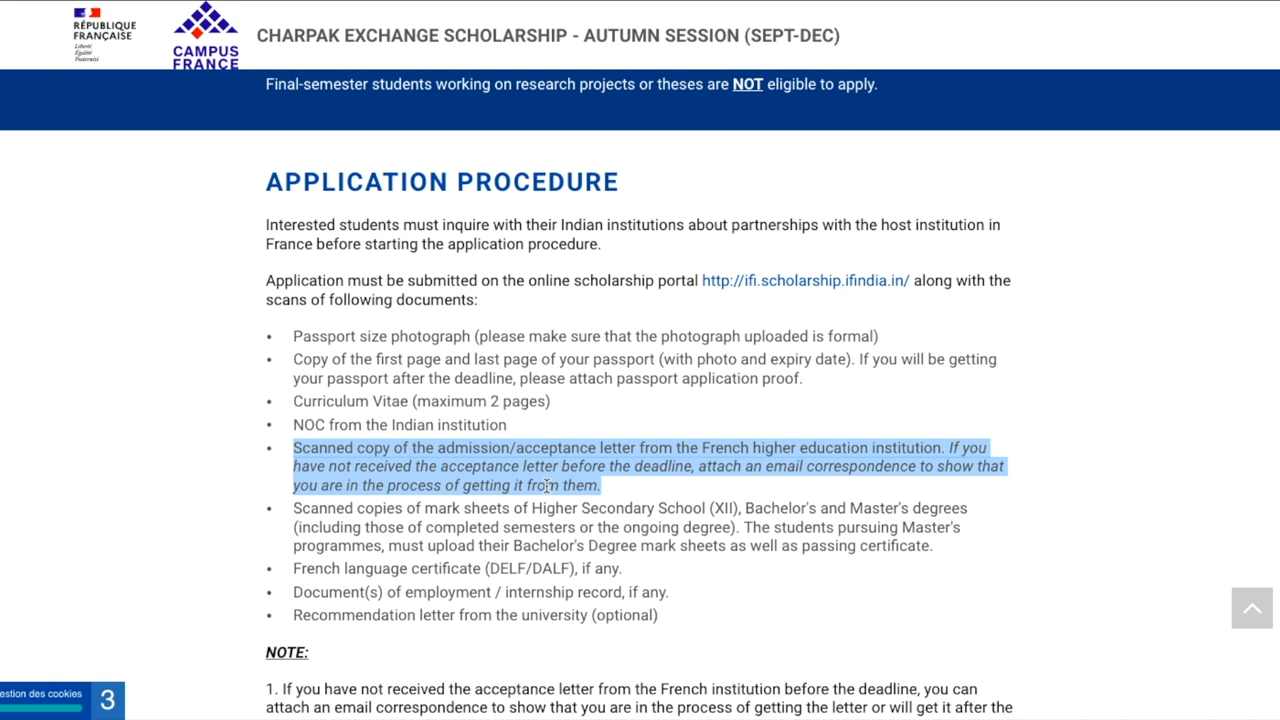 RÉPUBLIQUE
FRANÇAISE
Liberté
Égalité
Fraternité
CAMPUS
FRANCE
CHARPAK EXCHANGE SCHOLARSHIP - AUTUMN SESSION (SEPT-DEC)
Final-semester students working on research projects or theses are NOT eligible to apply.
APPLICATION PROCEDURE
Interested students must inquire with their Indian institutions about partnerships with the host institution in
France before starting the application procedure.
Application must be submitted on the online scholarship portal http://ifi.scholarship.ifindia.in/ along with the
scans of following documents:
• Passport size photograph (please make sure that the photograph uploaded is formal)
• Copy of the first page and last page of your passport (with photo and expiry date). If you will be getting
your passport after the deadline, please attach passport application proof.
• Curriculum Vitae (maximum 2 pages)
• NOC from the Indian institution
• Scanned copy of the admission/acceptance letter from the French higher education institution. If you
have not received the acceptance letter before the deadline, attach an email correspondence to show that
you are in the process of getting it from them.
• Scanned copies of mark sheets of Higher Secondary School (XII), Bachelor's and Master's degrees
(including those of completed semesters or the ongoing degree). The students pursuing Master's
programmes, must upload their Bachelor's Degree mark sheets as well as passing certificate.
• French language certificate (DELF/DALF), if any.
• Document(s) of employment / internship record, if any.
• Recommendation letter from the university (optional)
NOTE:
1. If you have not received the acceptance letter from the French institution before the deadline, you can
attach an email correspondence to show that you are in the process of getting the letter or will get it after the
estion des cookies
3